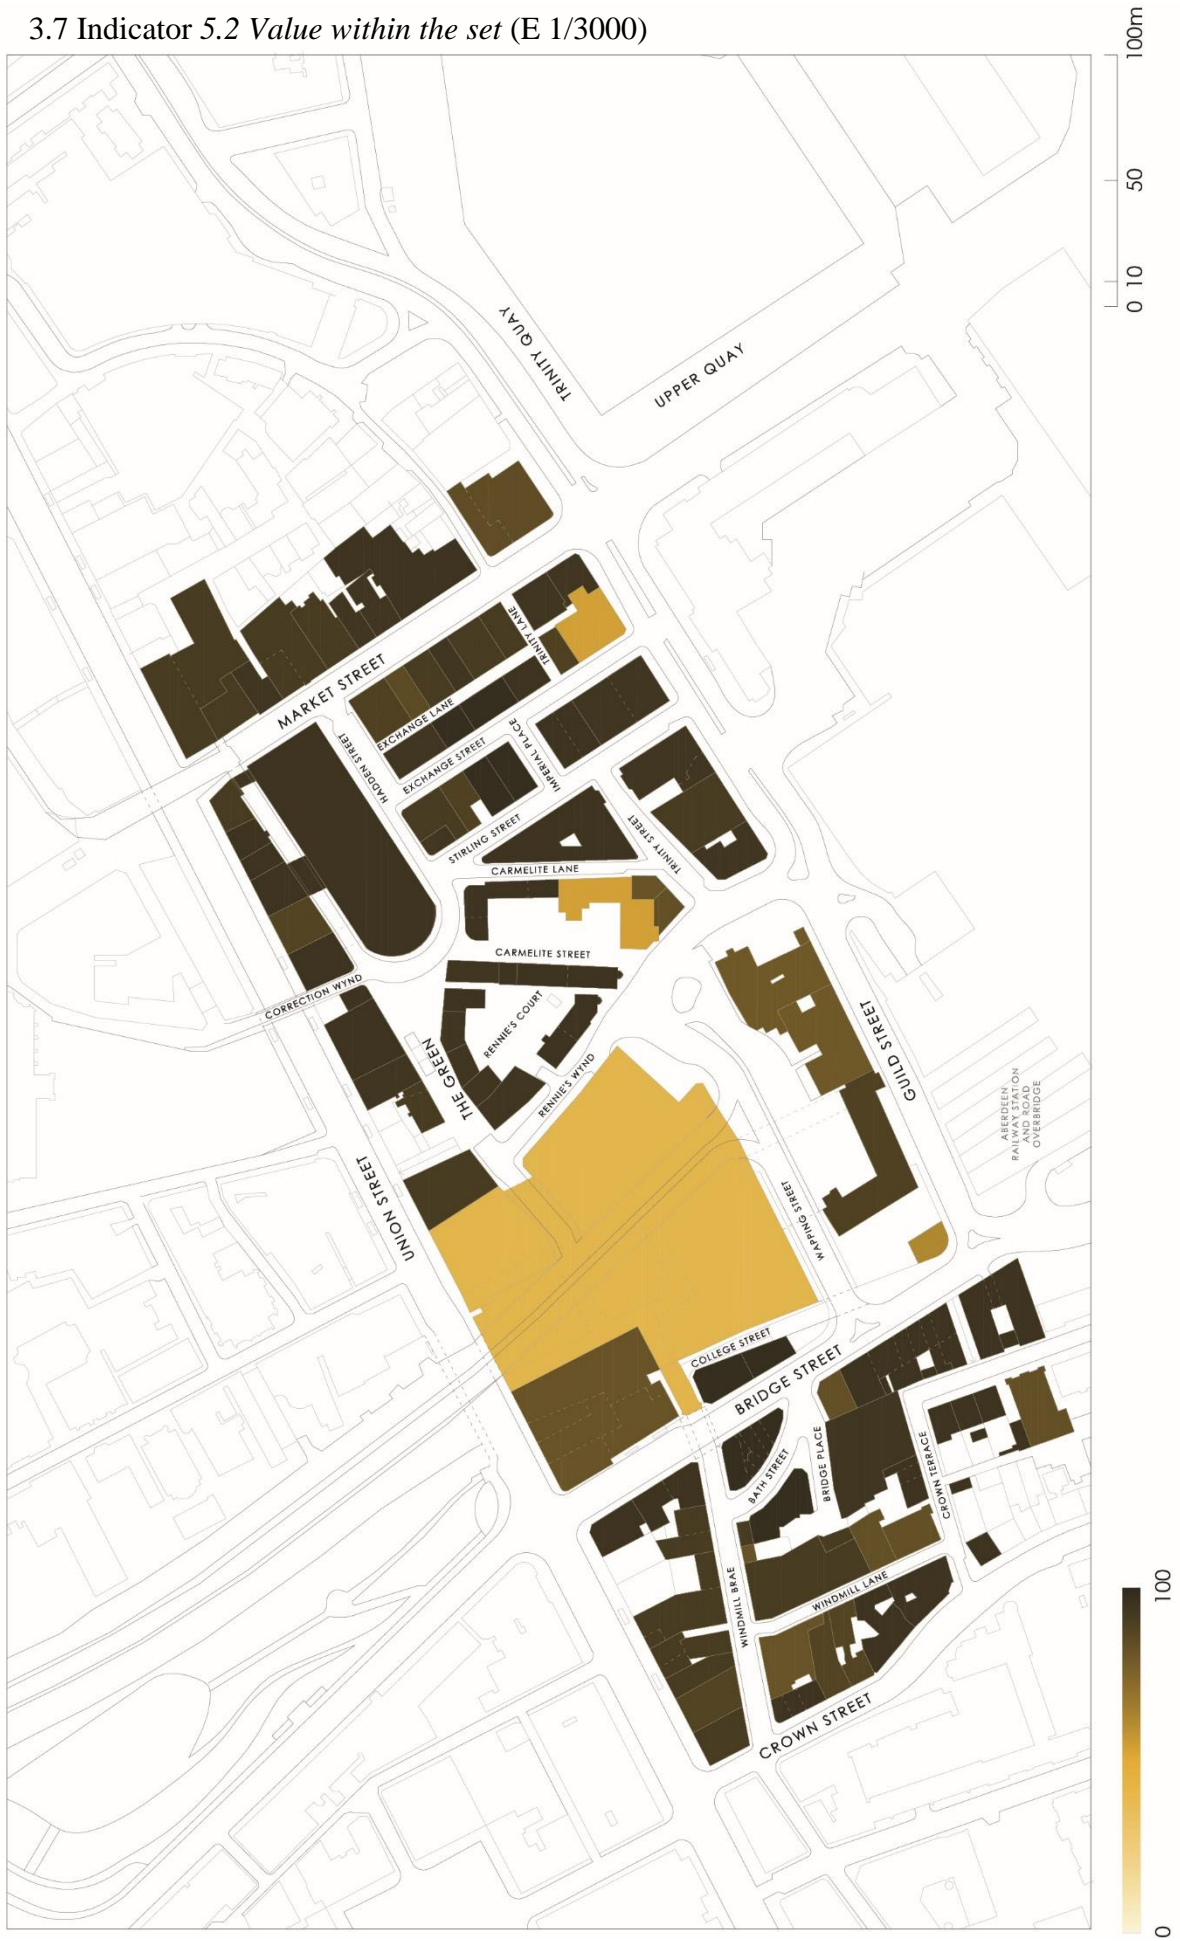 3.7 Indicator 5.2 Value within the set (E 1/3000)
100m
50
10
0
TRINITY QUAY
UPPER QUAY
MARKET STREET
TRINITY LANE
EXCHANGE LANE
HADDEN STREET
EXCHANGE STREET
IMPERIAL PLACE
STIRLING STREET
TRINITY STREET
CARMELITE LANE
CARMELITE STREET
CORRECTION WYND
RENNIE'S COURT
THE GREEN
RENNIE'S WYND
GUILD STREET
ABERDEEN
RAILWAY STATION
AND ROAD
OVERBRIDGE
UNION STREET
WAPPING STREET
COLLEGE STREET
BRIDGE STREET
BATH STREET
BRIDGE PLACE
CROWN TERRACE
WINDMILL BRAE
WINDMILL LANE
CROWN STREET
100
0